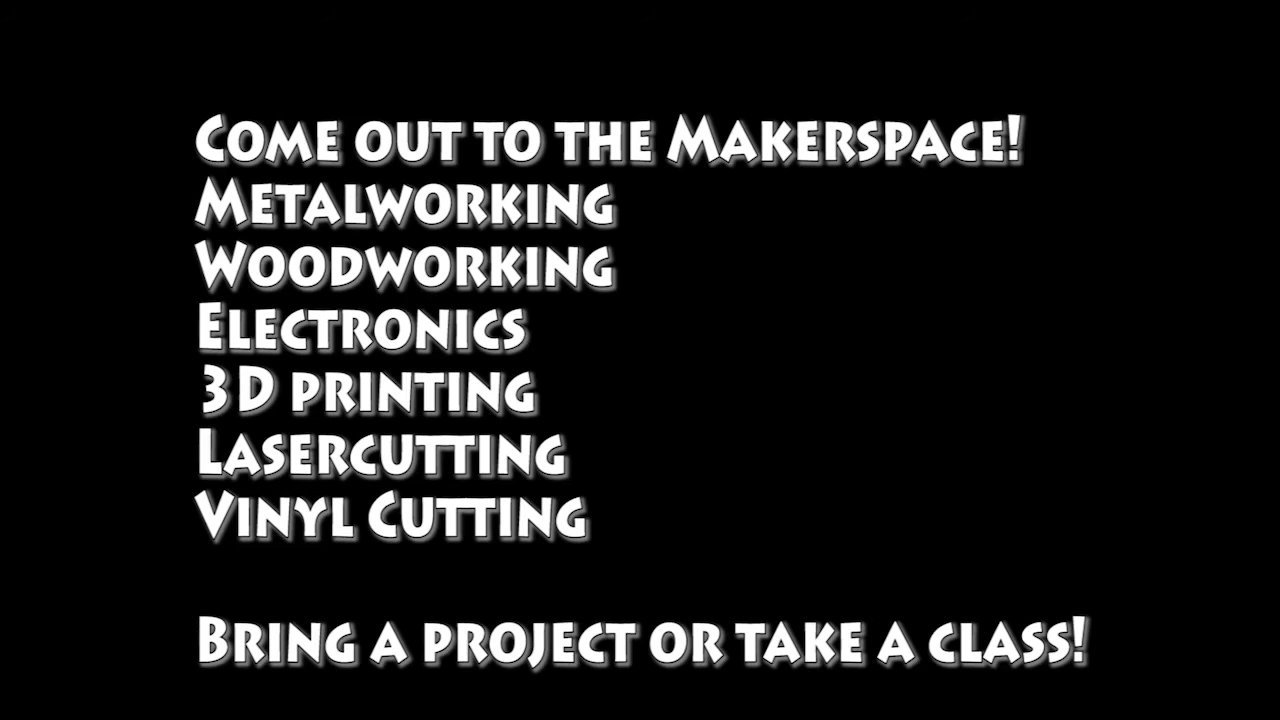 Come out to the Makerspace!
Metalworking
Woodworking
Electronics
3D printing
Lasercutting
Vinyl Cutting
Bring a project or take a class!